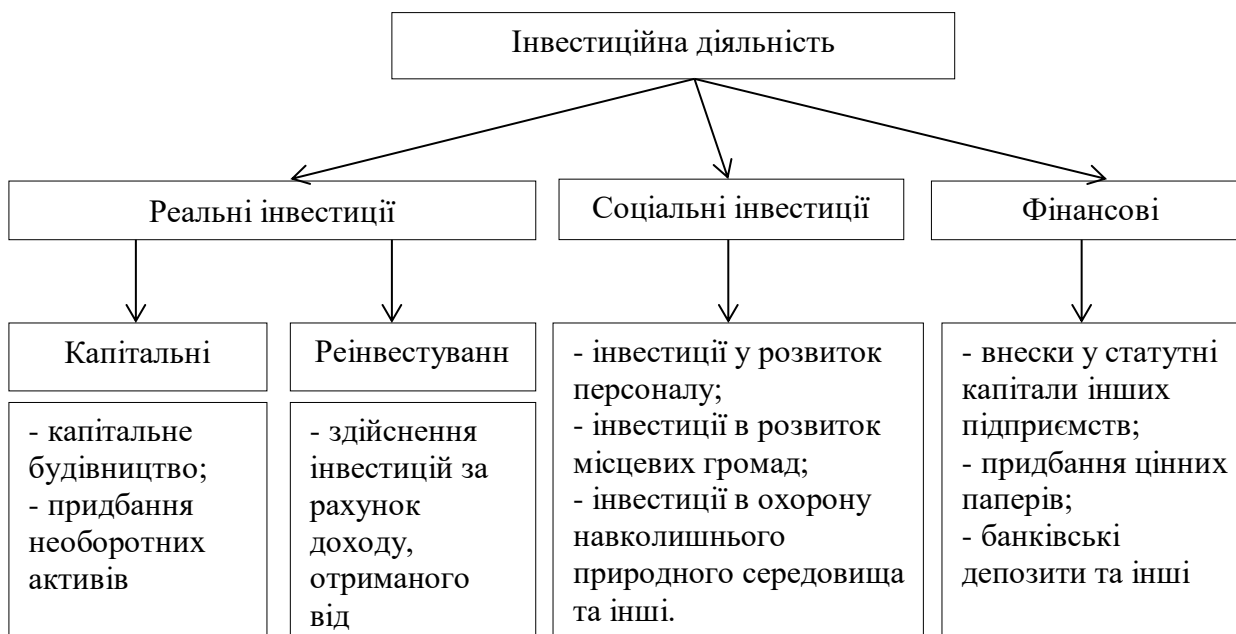 Інвестиційна діяльність
Реальні інвестиції
Соціальні інвестиції
Фінансові
Капітальні
Реінвестуванн
- капітальне
будівництво;
- придбання
необоротних
активів
- здійснення
інвестицій за
рахунок
доходу,
отриманого
від
- інвестиції у розвиток
персоналу;
- інвестиції в розвиток
місцевих громад;
- інвестиції в охорону
навколишнього
природного середовища
та інші.
- внески у статутні
капітали інших
підприємств;
- придбання цінних
паперів;
- банківські
депозити та інші